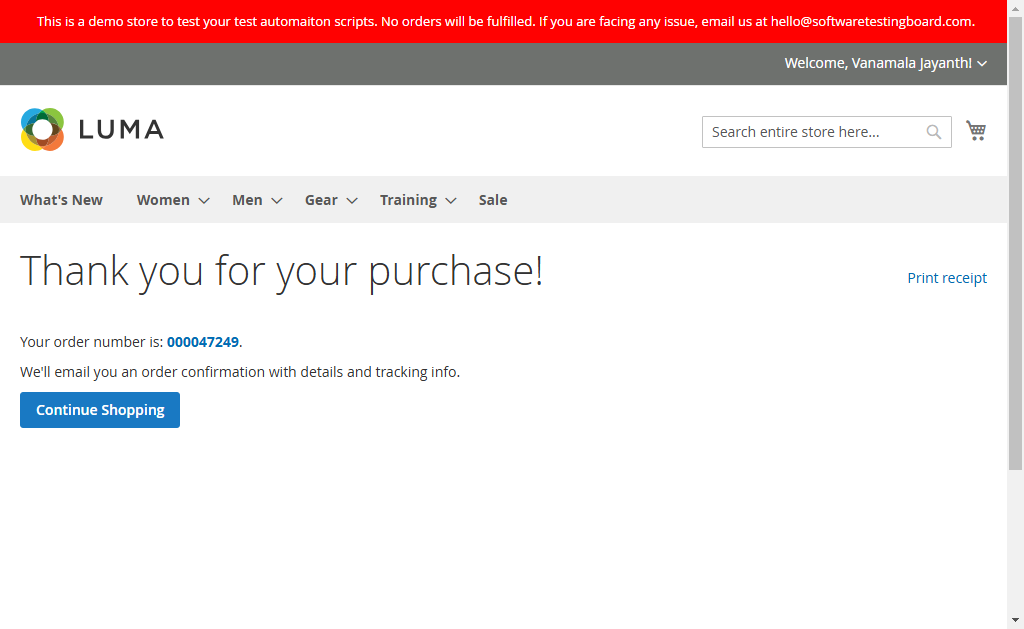 This is a demo store to test your test automaiton scripts. No orders will be fulfilled. If you are facing any issue, email us at hello@softwaretestingboard.com.
Welcome, Vanamala Jayanth!
LUMA
Search entire store here...
What's New Women Men Gear Training Sale
Thank you for your purchase!
Print receipt
Your order number is: 000047249.
We'll email you an order confirmation with details and tracking info.
Continue Shopping